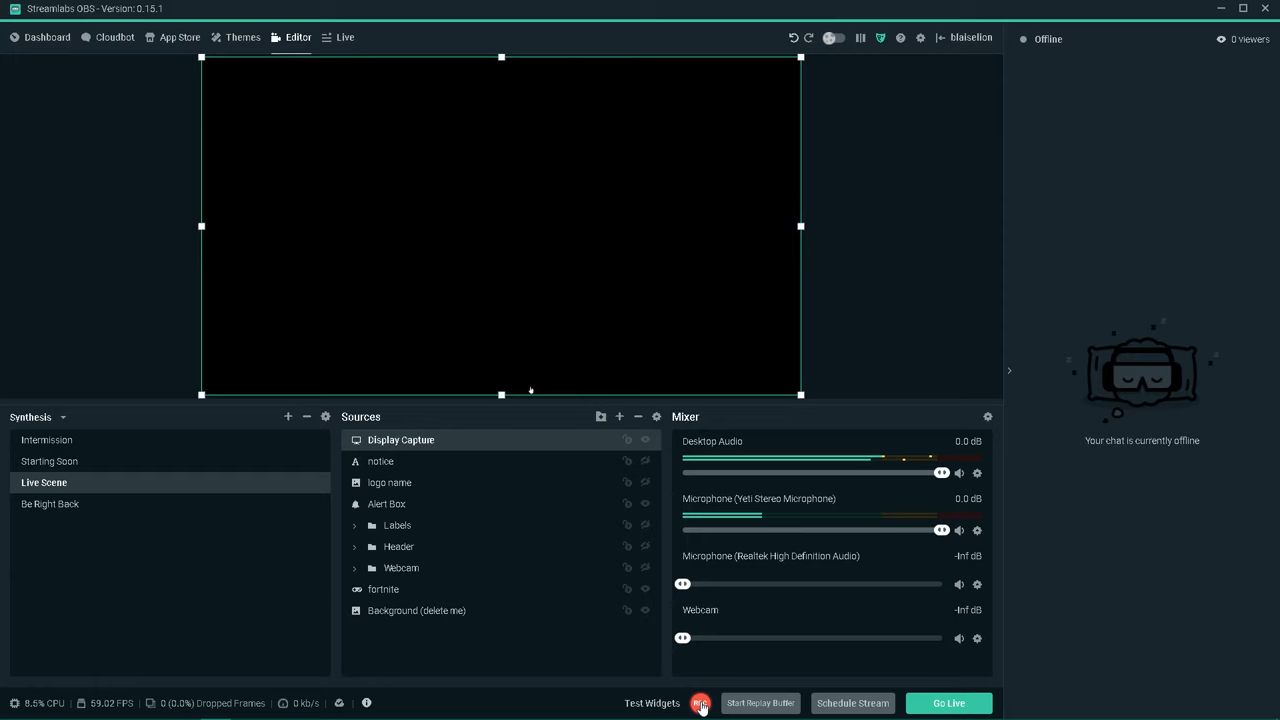 Streamlabs OBS - Version: 0.15.1
Dashboard Cloudbot App Store Themes Editor Live blaiselion
Offline 0 viewers
Synthesis
Intermission
Starting Soon
Live Scene
Be Right Back
Sources
Display Capture
notice
logo name
Alert Box
Labels
Header
Webcam
fortnite
Background (delete me)
Mixer
Desktop Audio 0.0 dB
Microphone (Yeti Stereo Microphone) 0.0 dB
Microphone (Realtek High Definition Audio) -Inf dB
Webcam -Inf dB
Your chat is currently offline
8.5% CPU 59.02 FPS 0 (0.0%) Dropped Frames 0 kb/s
Test Widgets Start Replay Buffer Schedule Stream Go Live